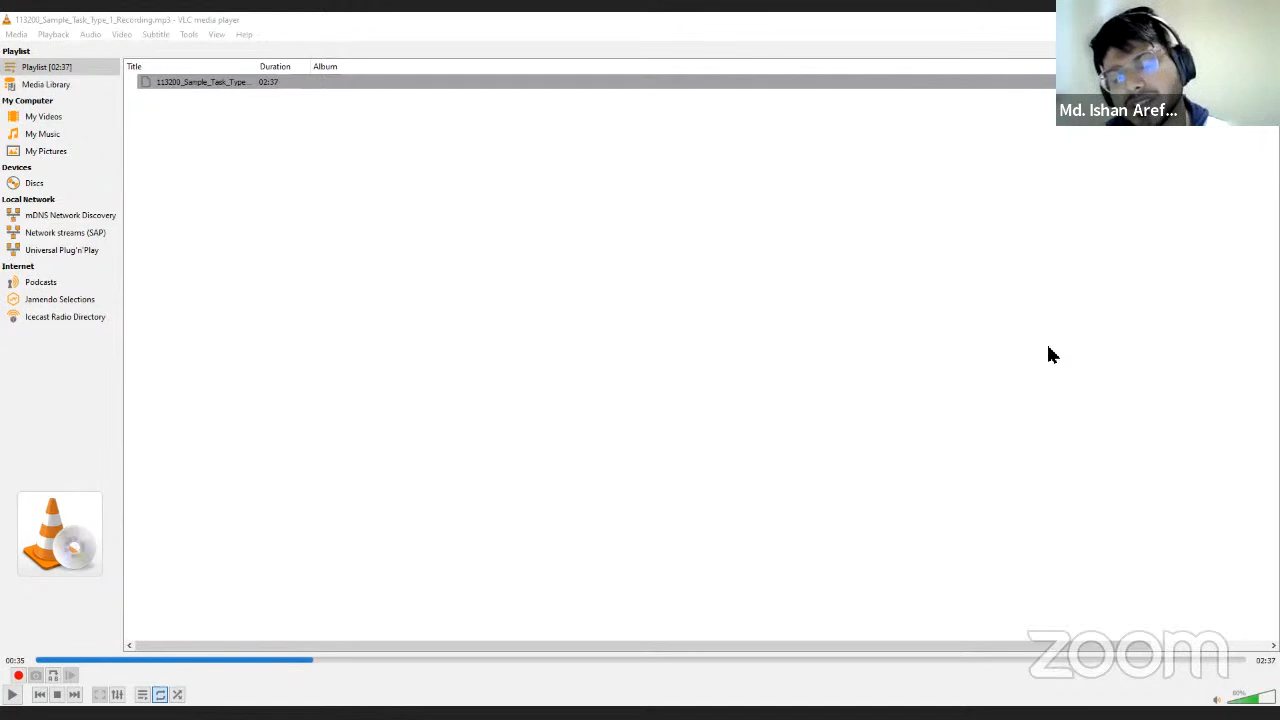 113200_Sample_Task_Type_1_Recording.mp3 - VLC media player
Media Playback Audio Video Subtitle Tools View Help
Playlist
Playlist [02:37]
Media Library
My Computer
My Videos
My Music
My Pictures
Devices
Discs
Local Network
mDNS Network Discovery
Network streams (SAP)
Universal Plug'n'Play
Internet
Podcasts
Jamendo Selections
Icecast Radio Directory
Title Duration Album
113200_Sample_Task_Type... 02:37
Md. Ishan Aref...
zoom
00:35 02:37
80%